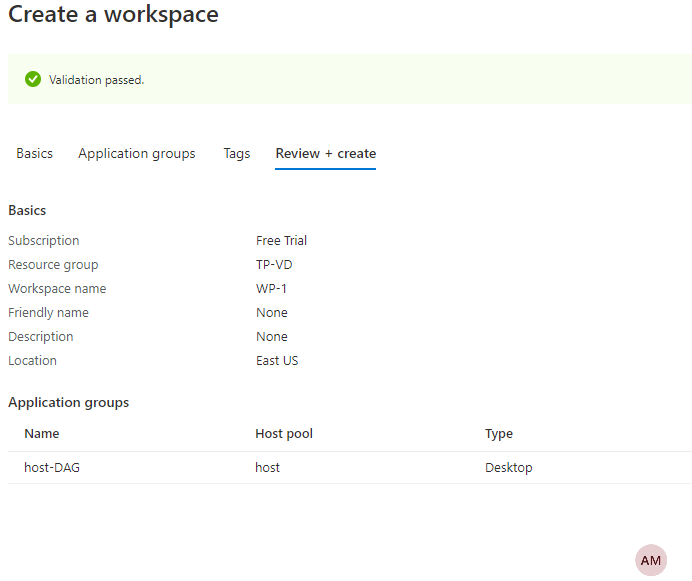 Create a workspace
Validation passed.
Basics Application groups Tags Review + create
Basics
Subscription Free Trial
Resource group TP-VD
Workspace name WP-1
Friendly name None
Description None
Location East US
Application groups
Name Host pool Type
host-DAG host Desktop
AM